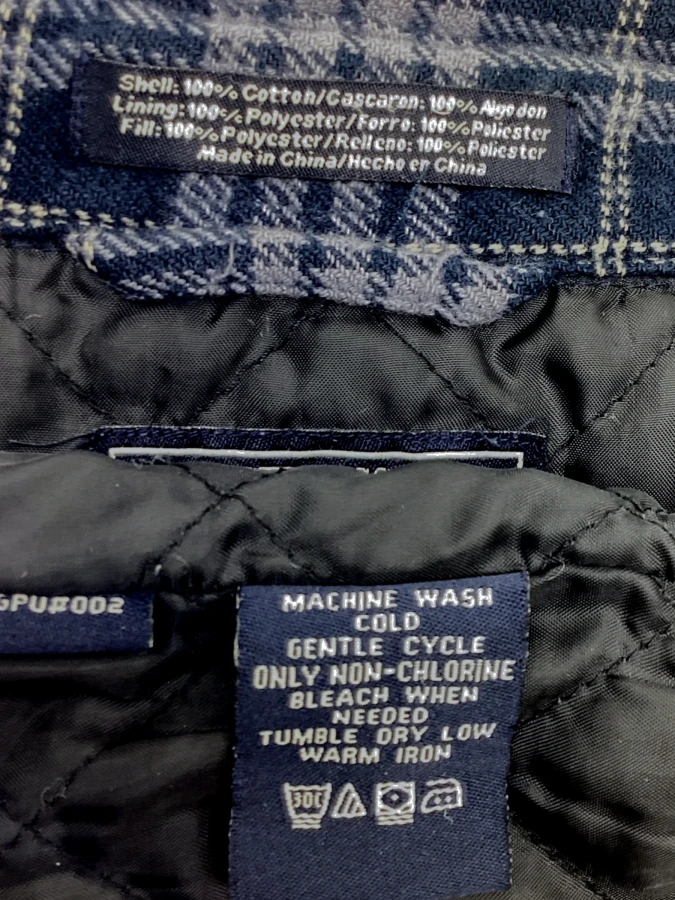 Shell: 100% Cotton/Cascaron: 100% Algodon
Lining: 100% Polyester/Forro: 100% Poliester
Fill: 100% Polyester/Relleno: 100% Poliester
Made in China/Hecho en China
GPU#002
MACHINE WASH
COLD
GENTLE CYCLE
ONLY NON-CHLORINE
BLEACH WHEN
NEEDED
TUMBLE DRY LOW
WARM IRON